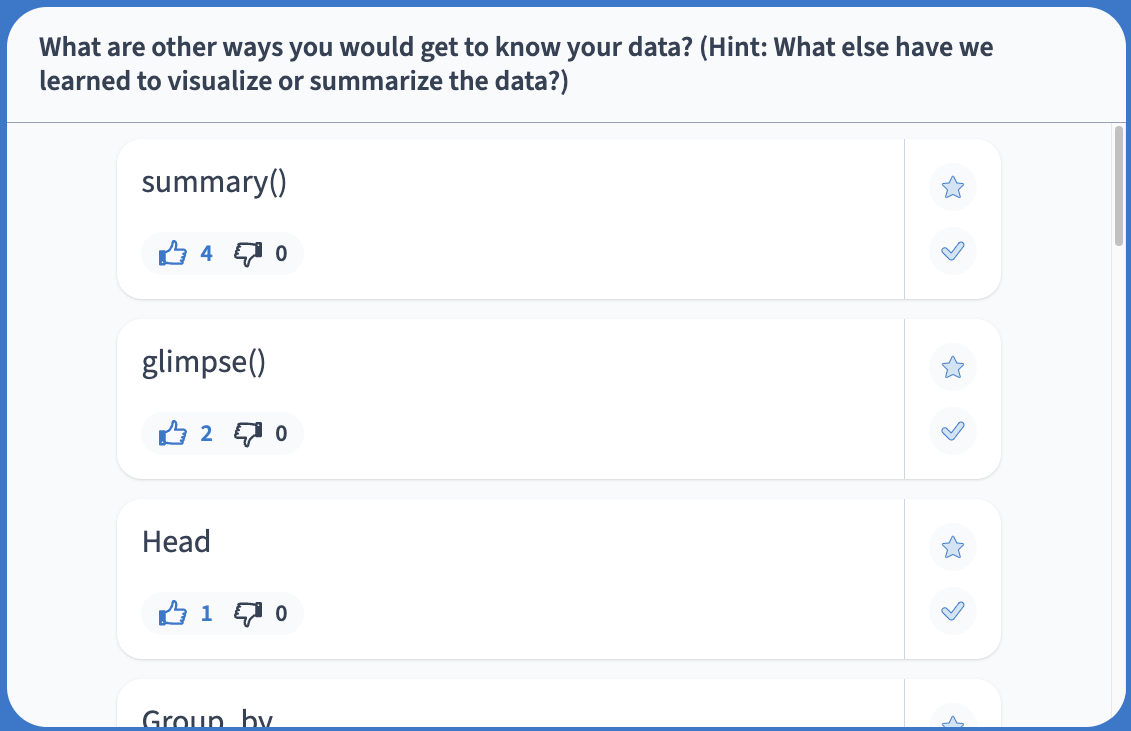 What are other ways you would get to know your data? (Hint: What else have we
learned to visualize or summarize the data?)
summary()
4 0
glimpse()
2 0
Head
1 0
Group_by